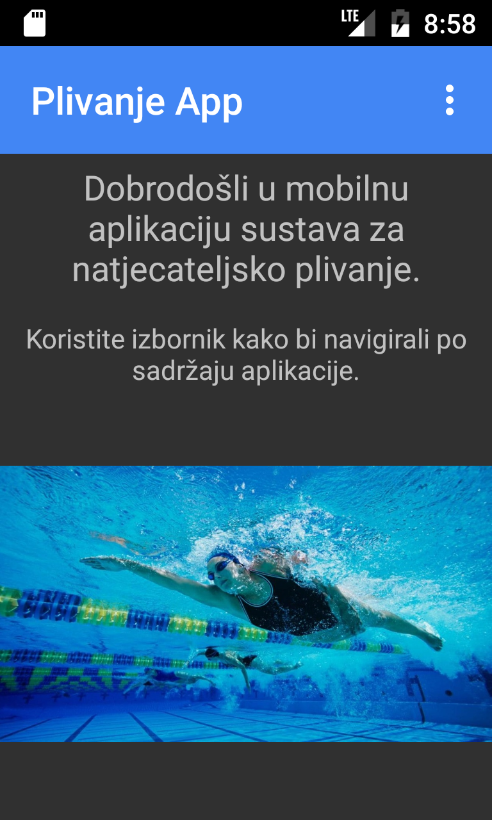 LTE 8:58
Plivanje App
Dobrodošli u mobilnu
aplikaciju sustava za
natjecateljsko plivanje.
Koristite izbornik kako bi navigirali po
sadržaju aplikacije.